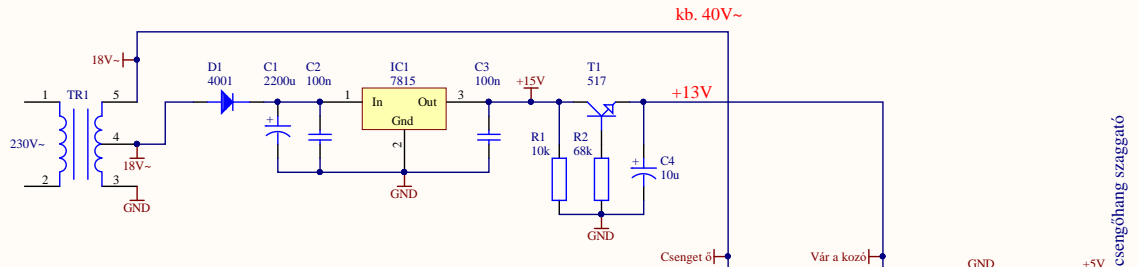 kb. 40V~
18V~
D1
4001
C1
2200u
C2
100n
IC1
7815
C3
100n
+15V
T1
517
+13V
1
TR1
5
1
In
Out
3
Gnd
2
+
230V~
4
18V~
R1
10k
R2
68k
+
C4
10u
2
3
GND
GND
GND
Csenget ő
Vár a kozó
GND
+5V
csengőhang szaggató